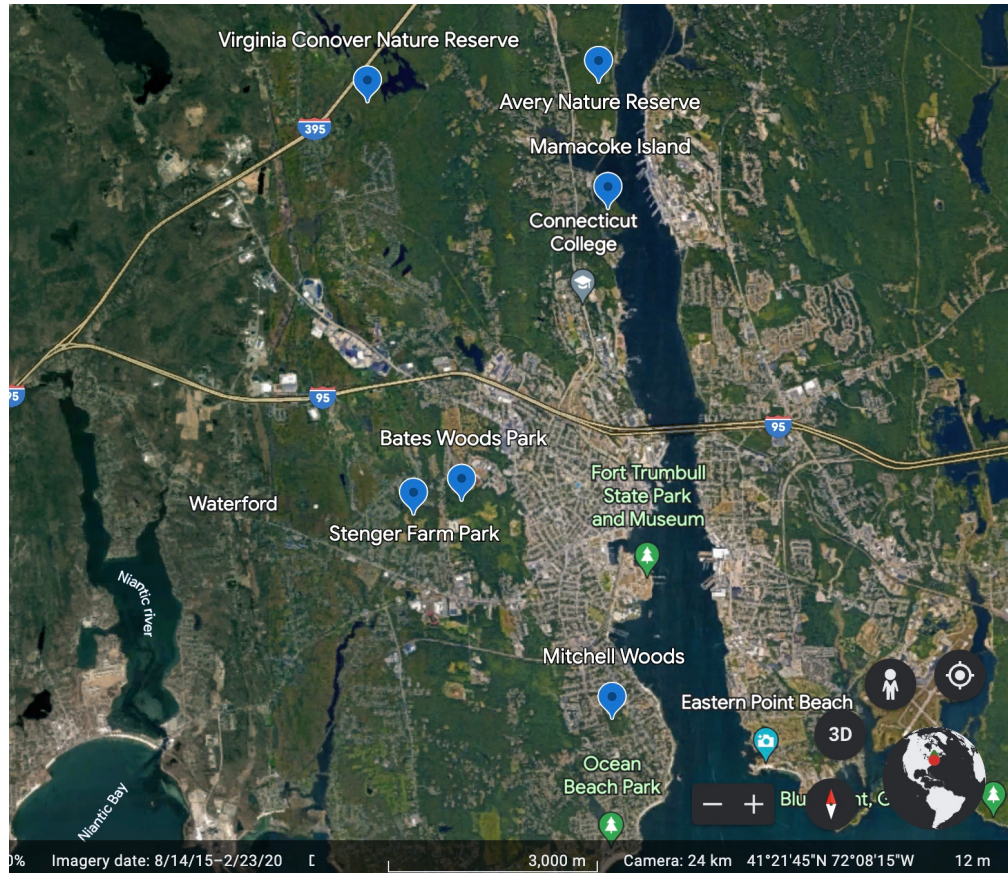 Virginia Conover Nature Reserve
Avery Nature Reserve
395
Mamacoke Island
Connecticut
College
95
95
95
Bates Woods Park
Fort Trumbull
State Park
and Museum
Waterford
Stenger Farm Park
Niantic river
Mitchell Woods
Eastern Point Beach
3D
Ocean
Beach Park
Niantic Bay
0% Imagery date: 8/14/15–2/23/20 3,000 m Camera: 24 km 41°21'45"N 72°08'15"W 12 m